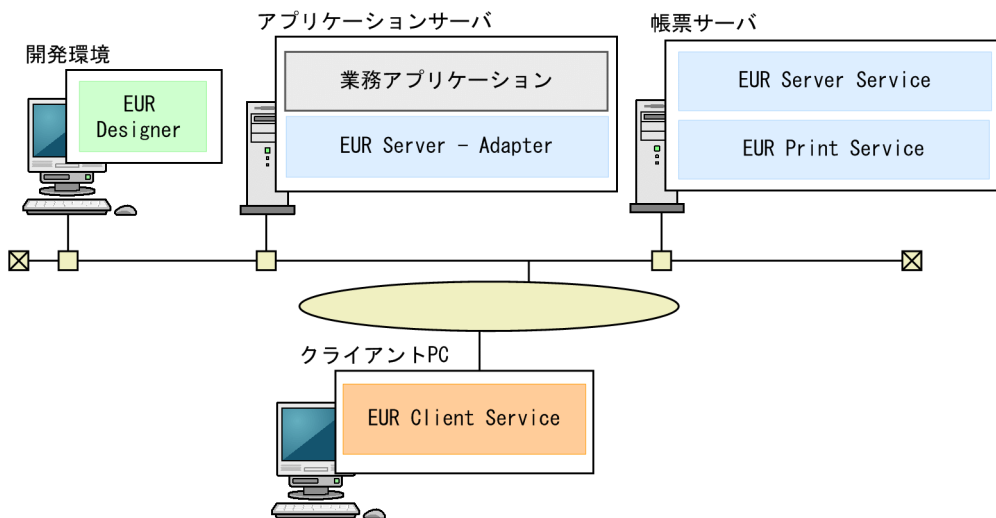 アプリケーションサーバ
帳票サーバ
開発環境
EUR
Designer
業務アプリケーション
EUR Server − Adapter
EUR Server Service
EUR Print Service
クライアントPC
EUR Client Service